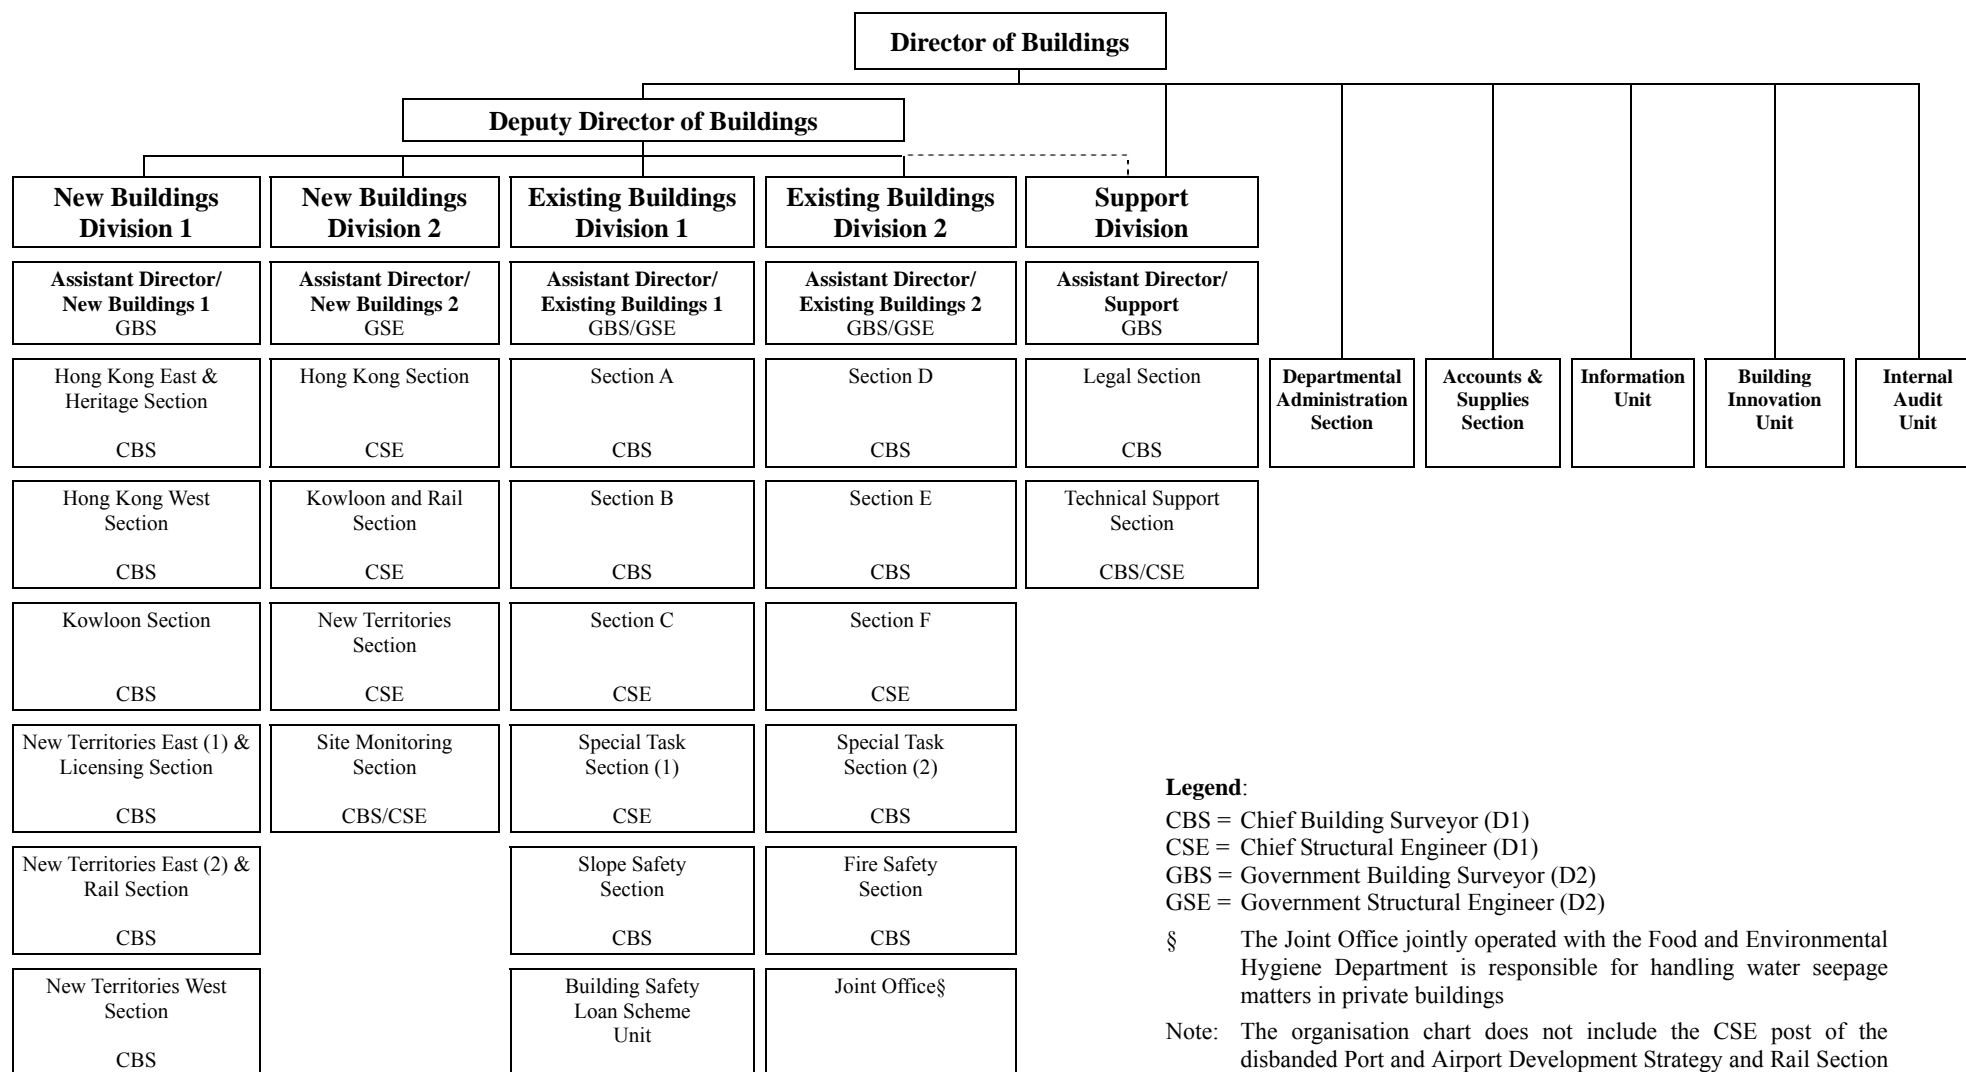 Director of Buildings
Deputy Director of Buildings
New Buildings
Division 1
New Buildings
Division 2
Existing Buildings
Division 1
Existing Buildings
Division 2
Support
Division
Assistant Director/
New Buildings 1
GBS
Assistant Director/
New Buildings 2
GSE
Assistant Director/
Existing Buildings 1
GBS/GSE
Assistant Director/
Existing Buildings 2
GBS/GSE
Assistant Director/
Support
GBS
Hong Kong East &
Heritage Section
CBS
Hong Kong Section
CSE
Section A
CBS
Section D
CBS
Legal Section
CBS
Departmental
Administration
Section
Accounts &
Supplies
Section
Information
Unit
Building
Innovation
Unit
Internal
Audit
Unit
Hong Kong West
Section
CBS
Kowloon and Rail
Section
CSE
Section B
CBS
Section E
CBS
Technical Support
Section
CBS/CSE
Kowloon Section
CBS
New Territories
Section
CSE
Section C
CSE
Section F
CSE
New Territories East (1) &
Licensing Section
CBS
Site Monitoring
Section
CBS/CSE
Special Task
Section (1)
CSE
Special Task
Section (2)
CBS
New Territories East (2) &
Rail Section
CBS
Slope Safety
Section
CBS
Fire Safety
Section
CBS
New Territories West
Section
CBS
Building Safety
Loan Scheme
Unit
Joint Office§
Legend:
CBS = Chief Building Surveyor (D1)
CSE = Chief Structural Engineer (D1)
GBS = Government Building Surveyor (D2)
GSE = Government Structural Engineer (D2)
§ The Joint Office jointly operated with the Food and Environmental
Hygiene Department is responsible for handling water seepage
matters in private buildings
Note: The organisation chart does not include the CSE post of the
disbanded Port and Airport Development Strategy and Rail Section